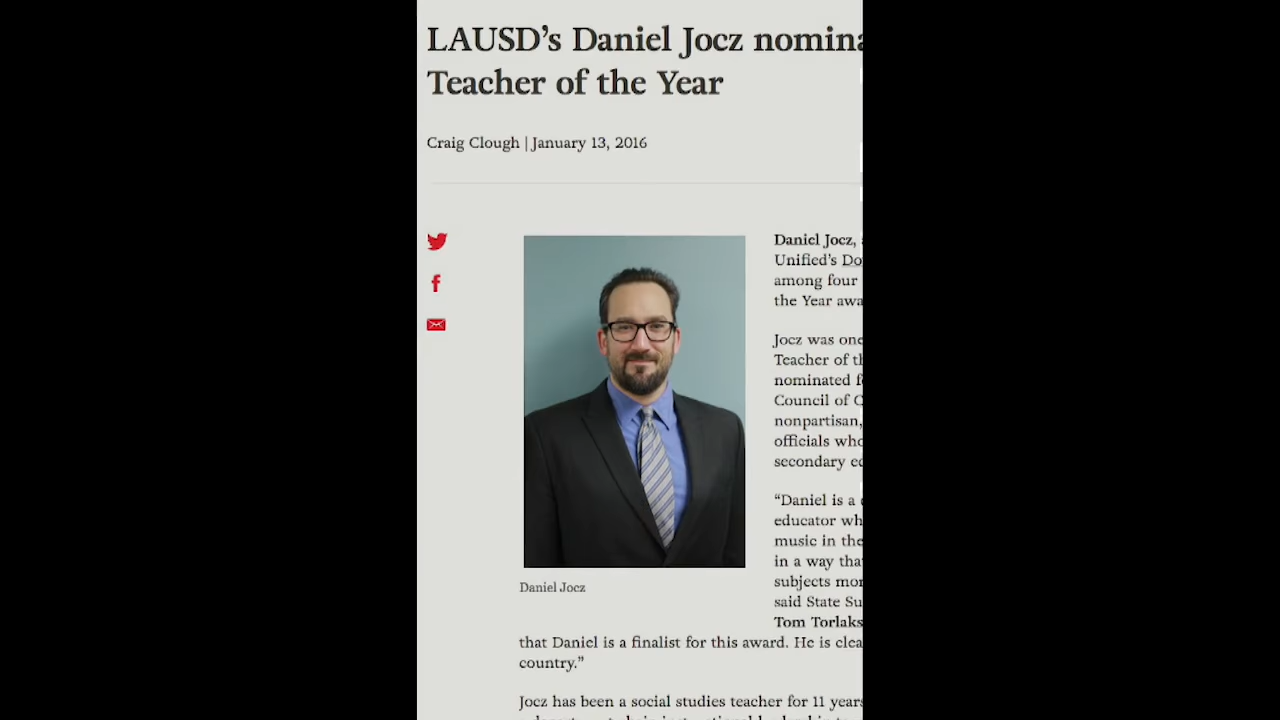 LAUSD’s Daniel Jocz nomina
Teacher of the Year
Craig Clough | January 13, 2016
Daniel Jocz,
Unified’s Do
among four
the Year awa
Jocz was one
Teacher of th
nominated f
Council of C
nonpartisan,
officials who
secondary ed
“Daniel is a
educator wh
music in the
in a way tha
subjects mor
said State Su
Tom Torlaks
Daniel Jocz
that Daniel is a finalist for this award. He is clea
country.”
Jocz has been a social studies teacher for 11 years